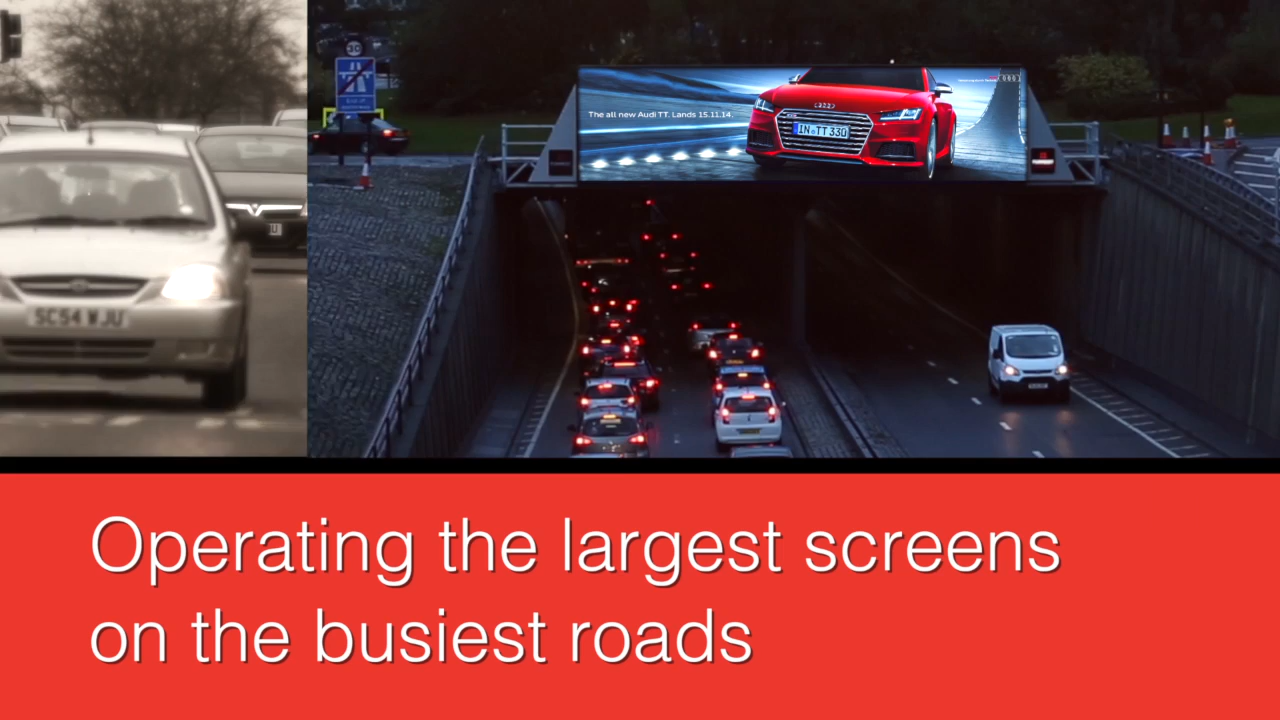 30
The all new Audi TT. Lands 15.11.14.
IN TT 330
SC54 WJU
Operating the largest screens
on the busiest roads